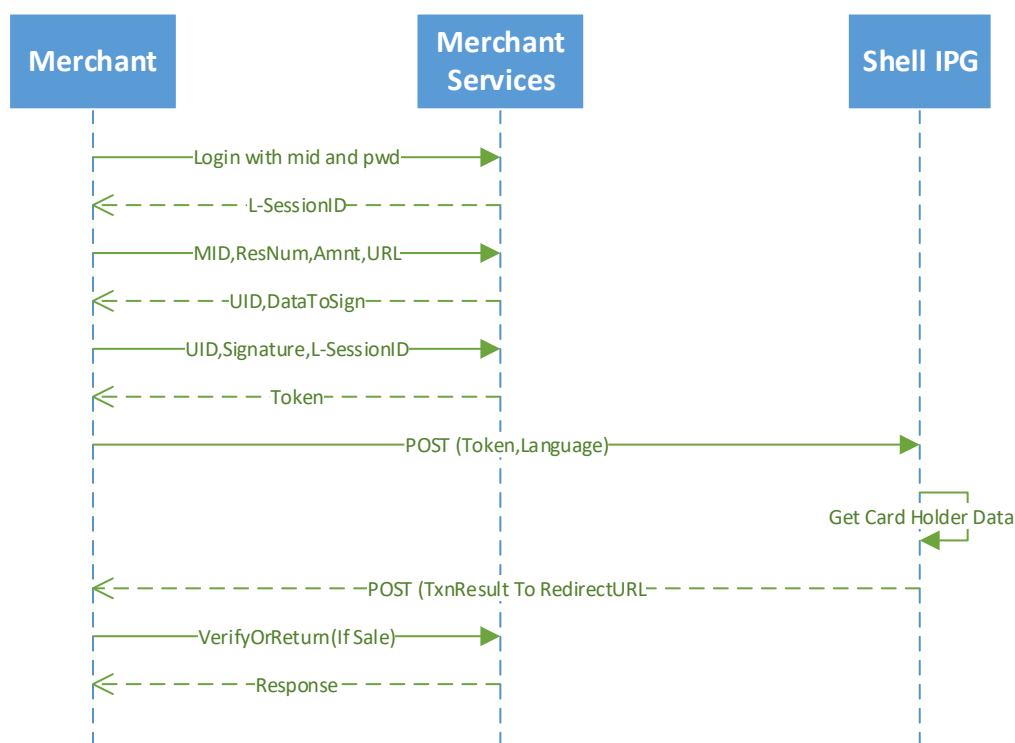 Merchant
Merchant
Services
Shell IPG
Login with mid and pwd
L-SessionID
MID,ResNum,Amnt,URL
UID,DataToSign
UID,Signature,L-SessionID
Token
POST (Token,Language)
Get Card Holder Data
POST (TxnResult To RedirectURL
VerifyOrReturn(If Sale)
Response